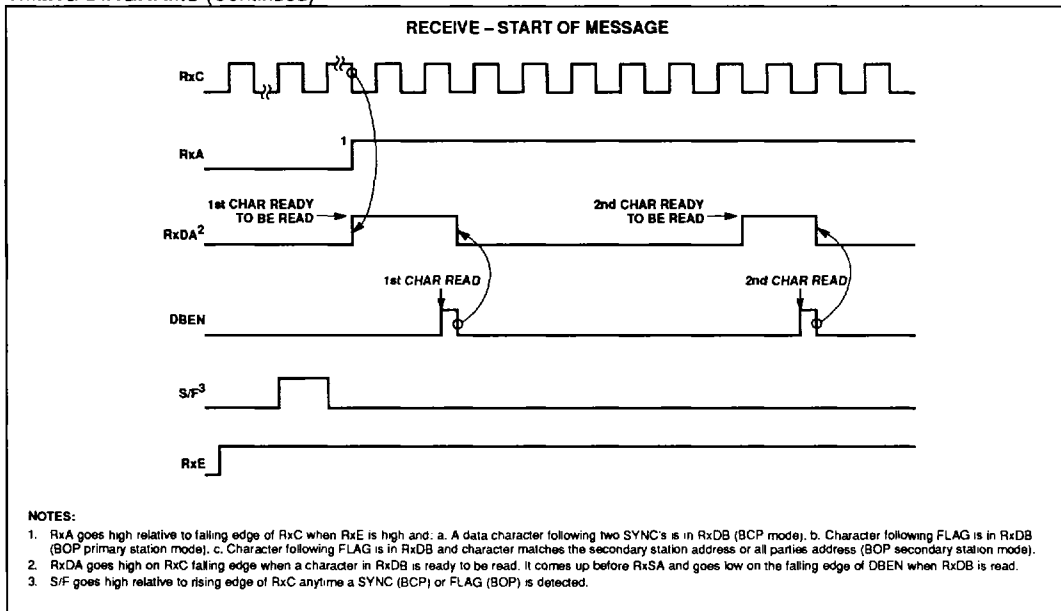 RECEIVE – START OF MESSAGE
RxC
RxA
1
1st CHAR READY
TO BE READ
2nd CHAR READY
TO BE READ
RxDA2
1st CHAR READ
2nd CHAR READ
DBEN
S/F3
RxE
NOTES:
1. RxA goes high relative to falling edge of RxC when RxE is high and: a. A data character following two SYNC's is in RxDB (BCP mode). b. Character following FLAG is in RxDB
(BOP primary station mode). c. Character following FLAG is in RxDB and character matches the secondary station address or all parties address (BOP secondary station mode).
2. RxDA goes high on RxC falling edge when a character in RxDB is ready to be read. It comes up before RxSA and goes low on the falling edge of DBEN when RxDB is read.
3. S/F goes high relative to rising edge of RxC anytime a SYNC (BCP) or FLAG (BOP) is detected.